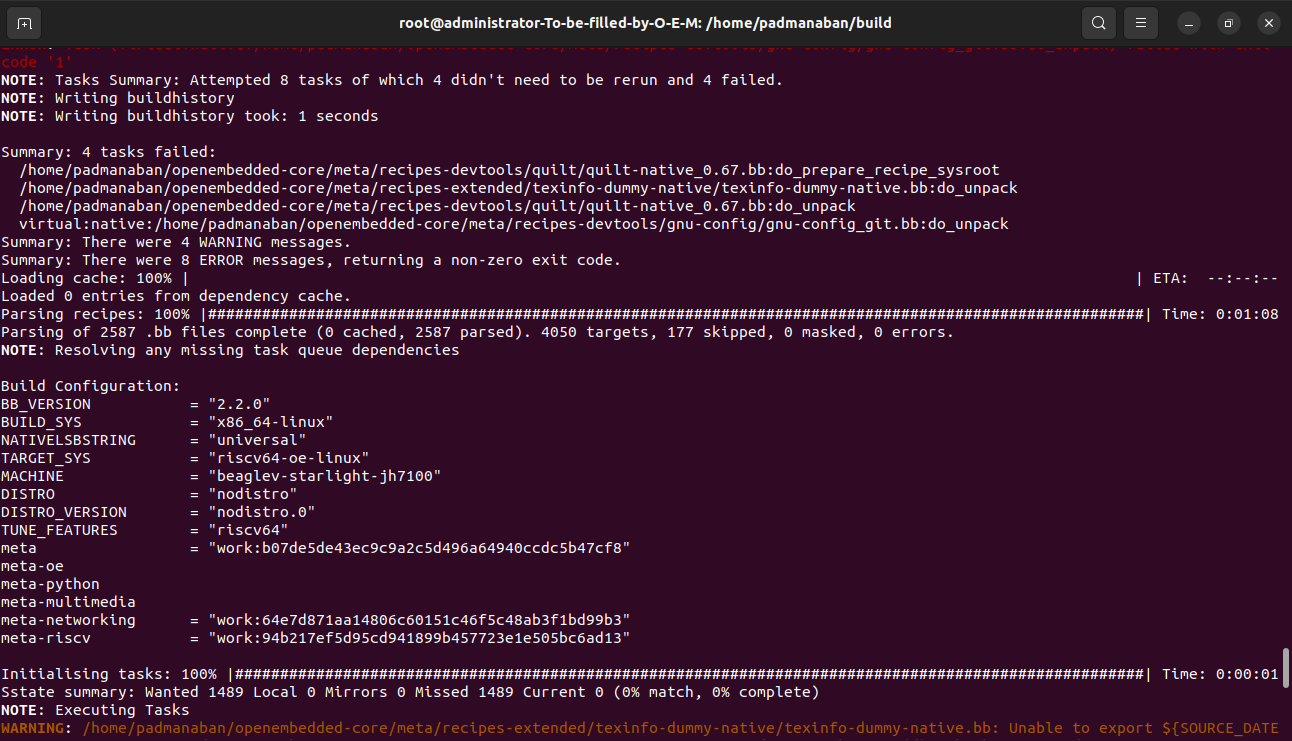 root@administrator-To-be-filled-by-O-E-M: /home/padmanaban/build
code '1'
NOTE: Tasks Summary: Attempted 8 tasks of which 4 didn't need to be rerun and 4 failed.
NOTE: Writing buildhistory
NOTE: Writing buildhistory took: 1 seconds
Summary: 4 tasks failed:
  /home/padmanaban/openembedded-core/meta/recipes-devtools/quilt/quilt-native_0.67.bb:do_prepare_recipe_sysroot
  /home/padmanaban/openembedded-core/meta/recipes-extended/texinfo-dummy-native/texinfo-dummy-native.bb:do_unpack
  /home/padmanaban/openembedded-core/meta/recipes-devtools/quilt/quilt-native_0.67.bb:do_unpack
  virtual:native:/home/padmanaban/openembedded-core/meta/recipes-devtools/gnu-config/gnu-config_git.bb:do_unpack
Summary: There were 4 WARNING messages.
Summary: There were 8 ERROR messages, returning a non-zero exit code.
Loading cache: 100% | | ETA:  --:--:--
Loaded 0 entries from dependency cache.
Parsing recipes: 100% |########################################################################################################| Time: 0:01:08
Parsing of 2587 .bb files complete (0 cached, 2587 parsed). 4050 targets, 177 skipped, 0 masked, 0 errors.
NOTE: Resolving any missing task queue dependencies
Build Configuration:
BB_VERSION           = "2.2.0"
BUILD_SYS            = "x86_64-linux"
NATIVELSBSTRING      = "universal"
TARGET_SYS           = "riscv64-oe-linux"
MACHINE              = "beaglev-starlight-jh7100"
DISTRO               = "nodistro"
DISTRO_VERSION       = "nodistro.0"
TUNE_FEATURES        = "riscv64"
meta                 = "work:b07de5de43ec9c9a2c5d496a64940ccdc5b47cf8"
meta-oe
meta-python
meta-multimedia
meta-networking      = "work:64e7d871aa14806c60151c46f5c48ab3f1bd99b3"
meta-riscv           = "work:94b217ef5d95cd941899b457723e1e505bc6ad13"
Initialising tasks: 100% |#####################################################################################################| Time: 0:00:01
Sstate summary: Wanted 1489 Local 0 Mirrors 0 Missed 1489 Current 0 (0% match, 0% complete)
NOTE: Executing Tasks
WARNING: /home/padmanaban/openembedded-core/meta/recipes-extended/texinfo-dummy-native/texinfo-dummy-native.bb: Unable to export ${SOURCE_DATE